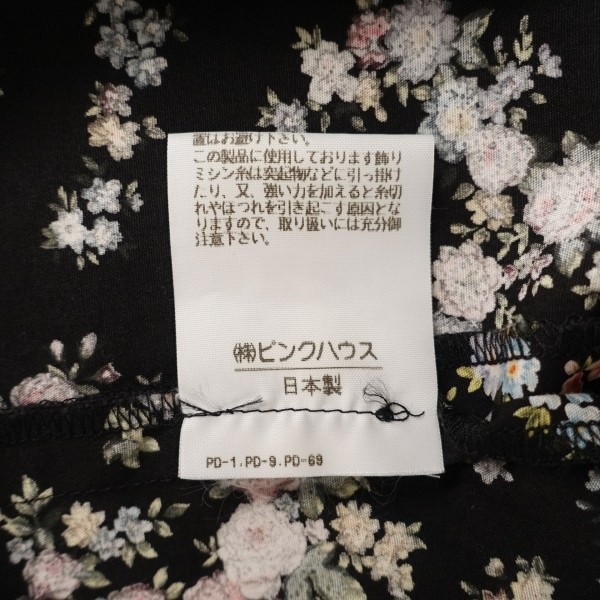 置はお避け下さい。
この製品に使用しております飾り
ミシン糸は突起物などに引っ掛け
たり、又、強い力を加えると糸切
れやほつれを引き起こす原因とな
りますので、取り扱いには充分御
注意下さい。
㈱ピンクハウス
日本製
PD-1.PD-9.PD-69